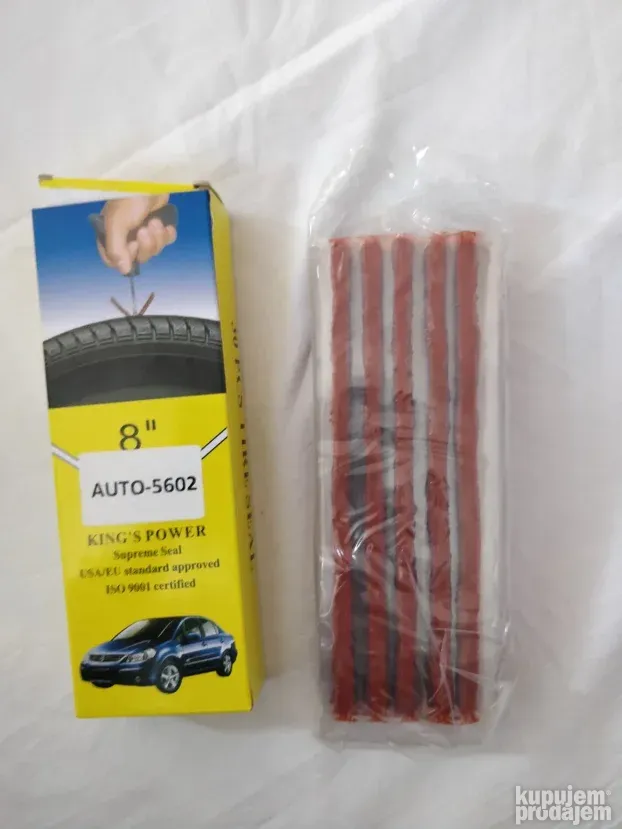 8"
AUTO-5602
KING'S POWER
Supreme Seal
USA/EU standard approved
ISO 9001 certified
kupujem
prodajem